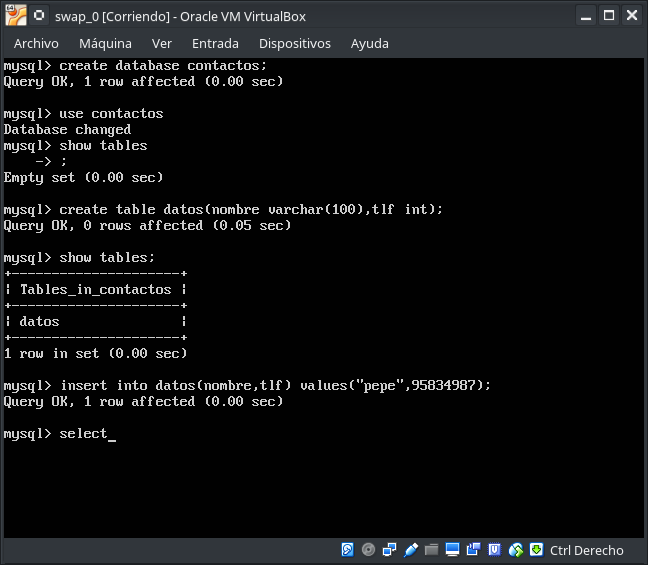 swap_0 [Corriendo] - Oracle VM VirtualBox
Archivo Máquina Ver Entrada Dispositivos Ayuda
mysql> create database contactos;
Query OK, 1 row affected (0.00 sec)
mysql> use contactos
Database changed
mysql> show tables
    -> ;
Empty set (0.00 sec)
mysql> create table datos(nombre varchar(100),tlf int);
Query OK, 0 rows affected (0.05 sec)
mysql> show tables;
+---------------------+
| Tables_in_contactos |
+---------------------+
| datos               |
+---------------------+
1 row in set (0.00 sec)
mysql> insert into datos(nombre,tlf) values("pepe",95834987);
Query OK, 1 row affected (0.00 sec)
mysql> select_
Ctrl Derecho